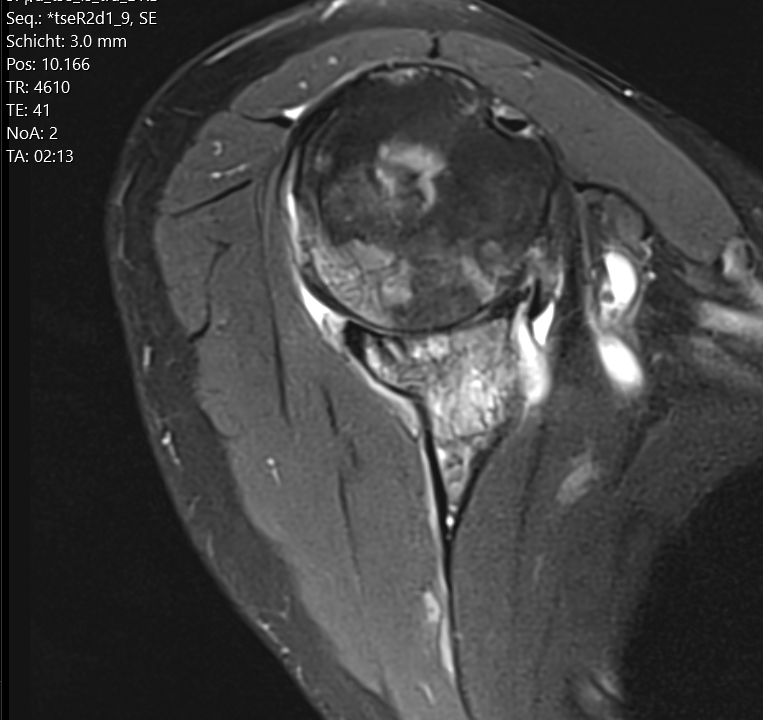 Seq.: *tseR2d1_9, SE
Schicht: 3.0 mm
Pos: 10.166
TR: 4610
TE: 41
NoA: 2
TA: 02:13